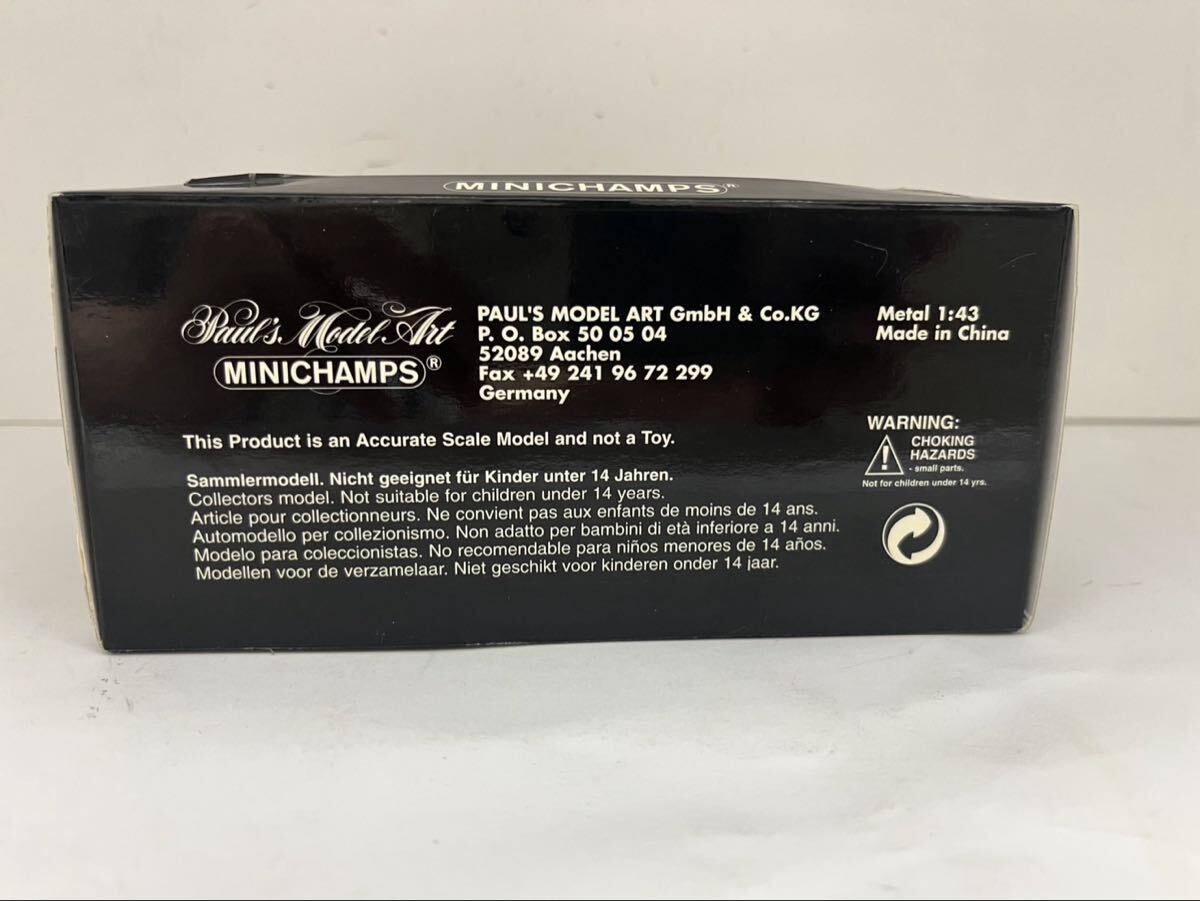 MINICHAMPS®
Paul's Model Art
MINICHAMPS®
PAUL'S MODEL ART GmbH & Co.KG
P. O. Box 50 05 04
52089 Aachen
Fax +49 241 96 72 299
Germany
Metal 1:43
Made in China
This Product is an Accurate Scale Model and not a Toy.
WARNING:
CHOKING
HAZARDS
- small parts.
Not for children under 14 yrs.
Sammlermodell. Nicht geeignet für Kinder unter 14 Jahren.
Collectors model. Not suitable for children under 14 years.
Article pour collectionneurs. Ne convient pas aux enfants de moins de 14 ans.
Automodello per collezionismo. Non adatto per bambini di età inferiore a 14 anni.
Modelo para coleccionistas. No recomendable para niños menores de 14 años.
Modellen voor de verzamelaar. Niet geschikt voor kinderen onder 14 jaar.